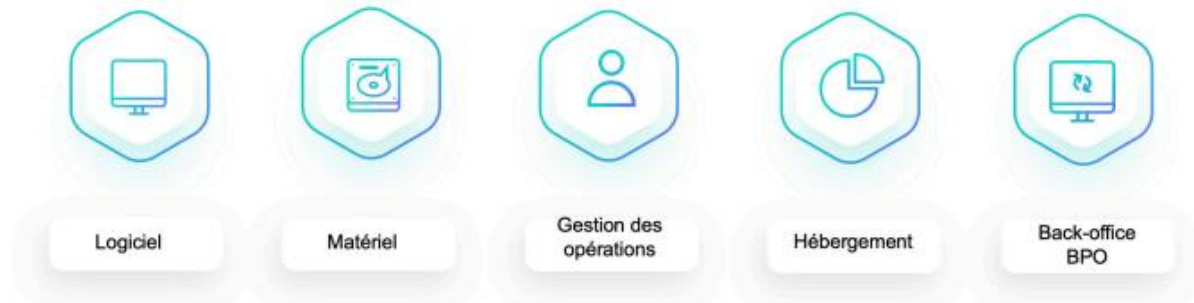 Logiciel
Matériel
Gestion des
opérations
Hébergement
Back-office
BPO